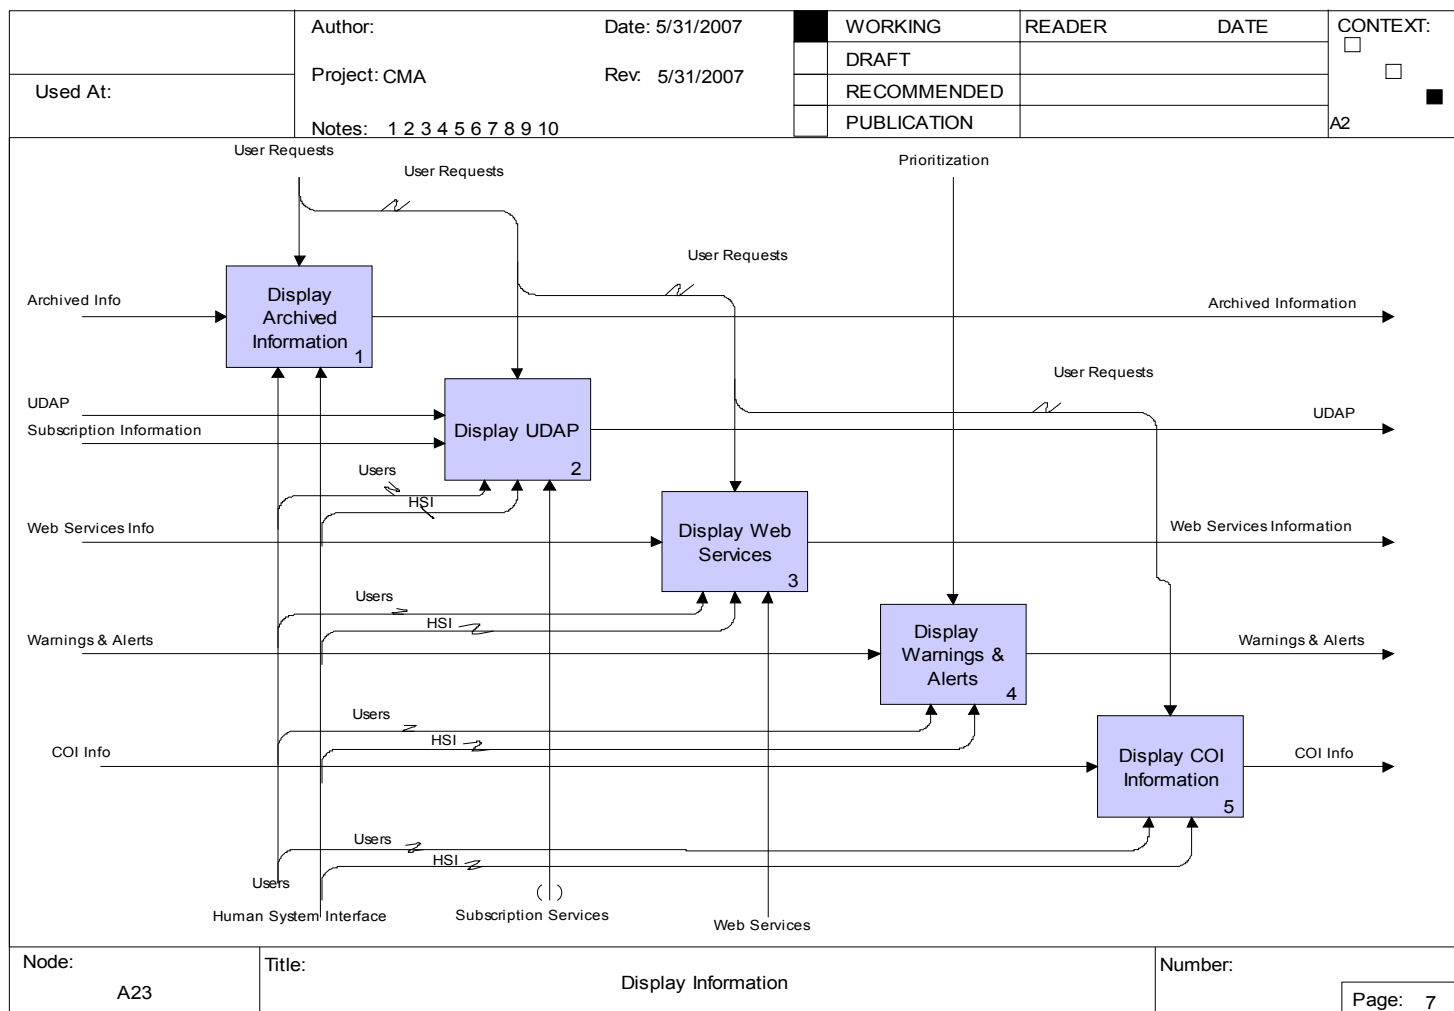 Used At:
Author:
Date: 5/31/2007
Project: CMA
Rev: 5/31/2007
Notes: 1 2 3 4 5 6 7 8 9 10
WORKING
DRAFT
RECOMMENDED
PUBLICATION
READER
DATE
CONTEXT:
A2
User Requests
User Requests
Prioritization
User Requests
Archived Info
Display
Archived
Information
1
Archived Information
User Requests
UDAP
Subscription Information
Display UDAP
2
UDAP
Users
HSI
Web Services Info
Display Web
Services
3
Web Services Information
Users
HSI
Warnings & Alerts
Display
Warnings &
Alerts
4
Warnings & Alerts
Users
HSI
COI Info
Display COI
Information
5
COI Info
Users
HSI
Users
Human System Interface
( )
Subscription Services
Web Services
Node:
A23
Title:
Display Information
Number:
Page: 7